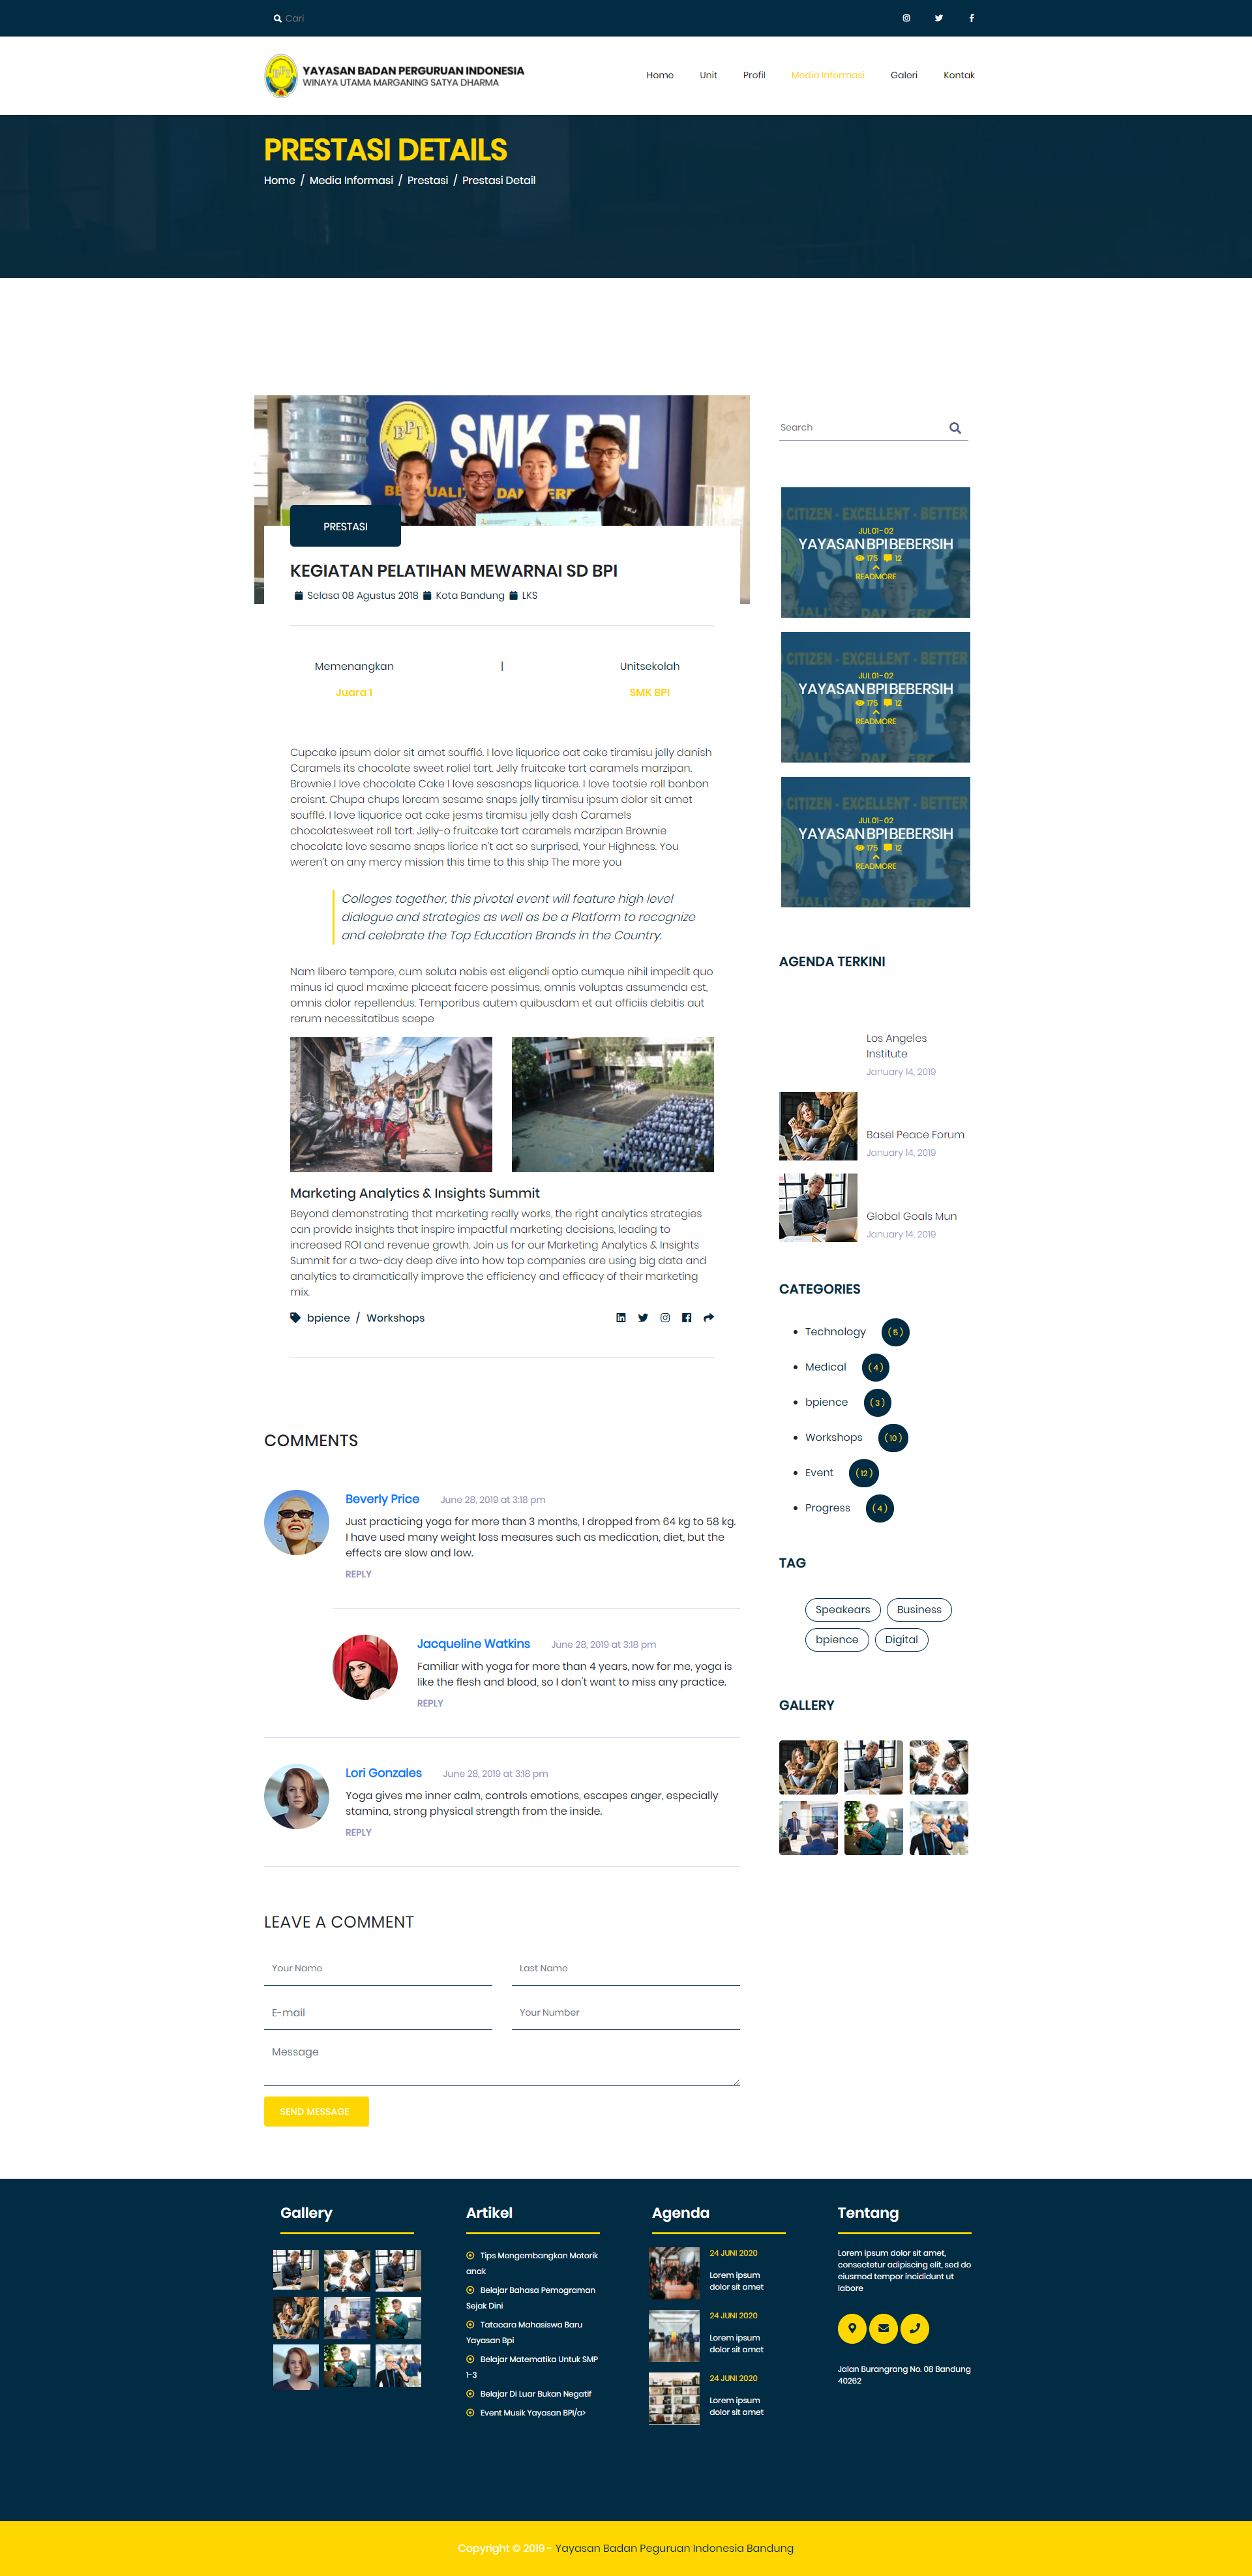 Cari
YAYASAN BADAN PERGURUAN INDONESIA
WINAYA UTAMA MARGANING SATYA DHARMA
Home Unit Profil Media Informasi Galeri Kontak
PRESTASI DETAILS
Home / Media Informasi / Prestasi / Prestasi Detail
BPI
SMK BPI
TKJ
PRESTASI
KEGIATAN PELATIHAN MEWARNAI SD BPI
Selasa 08 Agustus 2018 Kota Bandung LKS
Memenangkan | Unitsekolah
Juara 1 SMK BPI
Cupcake ipsum dolor sit amet soufflé. I love liquorice oat cake tiramisu jelly danish
Caramels its chocolate sweet roliel tart. Jelly fruitcake tart caramels marzipan.
Brownie I love chocolate Cake I love sesasnaps liquorice. I love tootsie roll bonbon
croisnt. Chupa chups loream sesame snaps jelly tiramisu ipsum dolor sit amet
soufflé. I love liquorice oat cake jesms tiramisu jelly dash Caramels
chocolatesweet roll tart. Jelly-o fruitcake tart caramels marzipan Brownie
chocolate love sesame snaps liorice n't act so surprised, Your Highness. You
weren't on any mercy mission this time to this ship The more you
Colleges together, this pivotal event will feature high level
dialogue and strategies as well as be a Platform to recognize
and celebrate the Top Education Brands in the Country.
Nam libero tempore, cum soluta nobis est eligendi optio cumque nihil impedit quo
minus id quod maxime placeat facere possimus, omnis voluptas assumenda est,
omnis dolor repellendus. Temporibus autem quibusdam et aut officiis debitis aut
rerum necessitatibus saepe
Marketing Analytics & Insights Summit
Beyond demonstrating that marketing really works, the right analytics strategies
can provide insights that inspire impactful marketing decisions, leading to
increased ROI and revenue growth. Join us for our Marketing Analytics & Insights
Summit for a two-day deep dive into how top companies are using big data and
analytics to dramatically improve the efficiency and efficacy of their marketing
mix.
bpience / Workshops
COMMENTS
Beverly Price June 28, 2019 at 3:18 pm
Just practicing yoga for more than 3 months, I dropped from 64 kg to 58 kg.
I have used many weight loss measures such as medication, diet, but the
effects are slow and low.
REPLY
Jacqueline Watkins June 28, 2019 at 3:18 pm
Familiar with yoga for more than 4 years, now for me, yoga is
like the flesh and blood, so I don't want to miss any practice.
REPLY
Lori Gonzales June 28, 2019 at 3:18 pm
Yoga gives me inner calm, controls emotions, escapes anger, especially
stamina, strong physical strength from the inside.
REPLY
LEAVE A COMMENT
Your Name Last Name
E-mail Your Number
Message
SEND MESSAGE
Search
CITIZEN - EXCELLENT - BETTER
JUL01-02
YAYASAN BPI BEBERSIH
175 12
READMORE
CITIZEN - EXCELLENT - BETTER
JUL01-02
YAYASAN BPI BEBERSIH
175 12
READMORE
CITIZEN - EXCELLENT - BETTER
JUL01-02
YAYASAN BPI BEBERSIH
175 12
READMORE
AGENDA TERKINI
Los Angeles
Institute
January 14, 2019
Basel Peace Forum
January 14, 2019
Global Goals Mun
January 14, 2019
CATEGORIES
Technology ( 5 )
Medical ( 4 )
bpience ( 3 )
Workshops ( 10 )
Event ( 12 )
Progress ( 4 )
TAG
Speakears Business
bpience Digital
GALLERY
Gallery
Artikel
Tips Mengembangkan Motorik
anak
Belajar Bahasa Pemograman
Sejak Dini
Tatacara Mahasiswa Baru
Yayasan Bpi
Belajar Matematika Untuk SMP
1-3
Belajar Di Luar Bukan Negatif
Event Musik Yayasan BPI/a>
Agenda
24 JUNI 2020
Lorem ipsum
dolor sit amet
24 JUNI 2020
Lorem ipsum
dolor sit amet
24 JUNI 2020
Lorem ipsum
dolor sit amet
Tentang
Lorem ipsum dolor sit amet,
consectetur adipiscing elit, sed do
eiusmod tempor incididunt ut
labore
Jalan Burangrang No. 08 Bandung
40262
Copyright © 2019 - Yayasan Badan Peguruan Indonesia Bandung